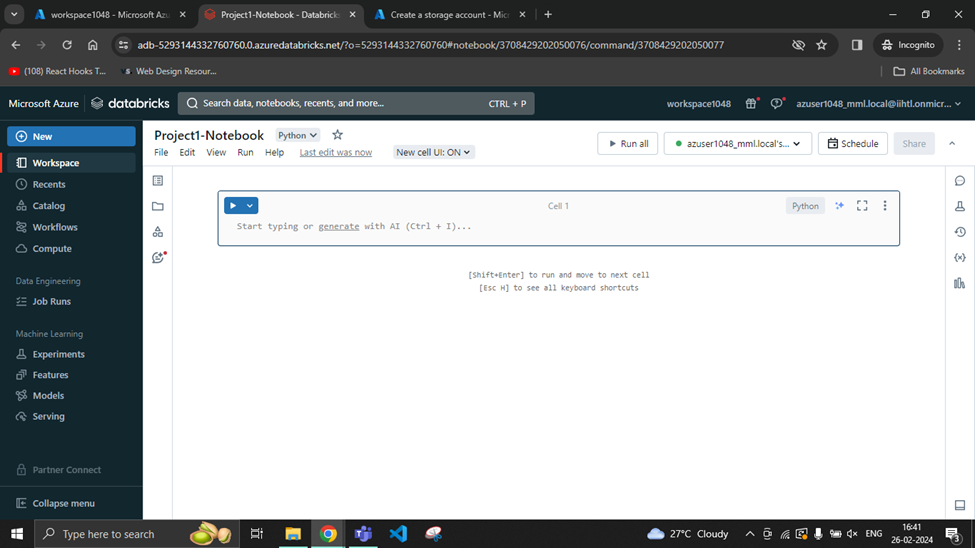 workspace1048 - Microsoft Azu
Project1-Notebook - Databricks
Create a storage account - Mic
adb-5293144332760760.0.azuredatabricks.net/?o=5293144332760760#notebook/3708429202050076/command/3708429202050077
Incognito
(108) React Hooks T...
Web Design Resour...
All Bookmarks
Microsoft Azure
databricks
Search data, notebooks, recents, and more...
CTRL + P
workspace1048
azuser1048_mml.local@iihtl.onmicr...
New
Workspace
Recents
Catalog
Workflows
Compute
Data Engineering
Job Runs
Machine Learning
Experiments
Features
Models
Serving
Partner Connect
Collapse menu
Project1-Notebook
Python
File Edit View Run Help Last edit was now New cell UI: ON
Run all
azuser1048_mml.local's...
Schedule
Share
Cell 1
Python
Start typing or generate with AI (Ctrl + I)...
[Shift+Enter] to run and move to next cell
[Esc H] to see all keyboard shortcuts
Type here to search
27°C Cloudy
ENG
16:41
26-02-2024
3